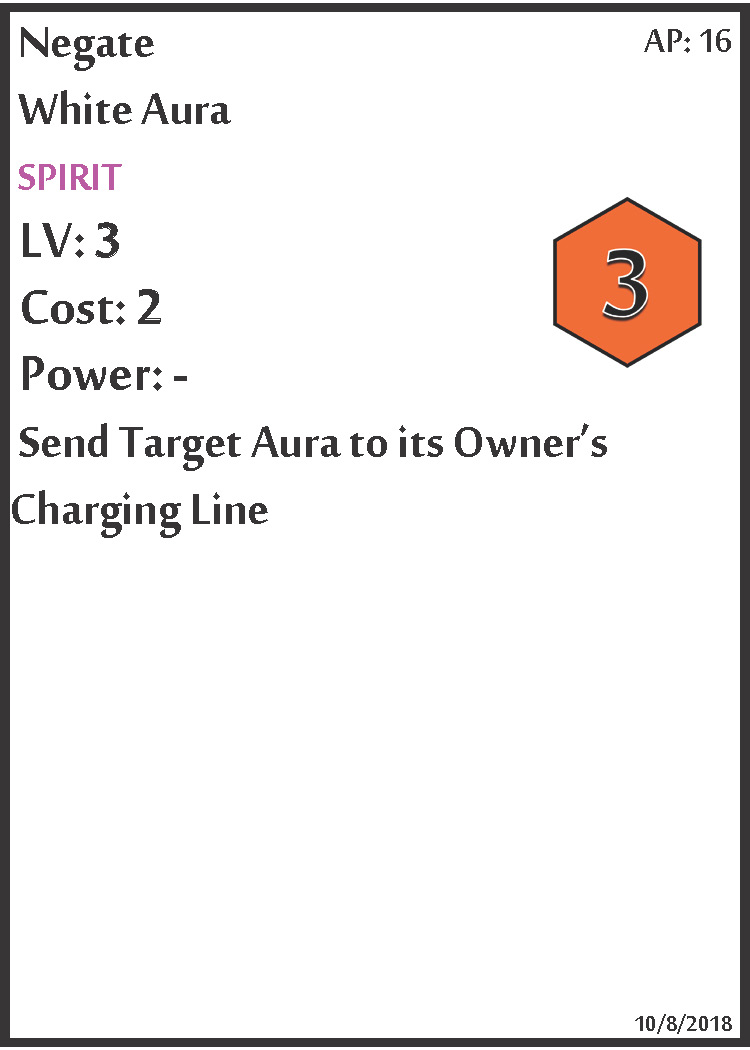 Negate
AP: 16
White Aura
SPIRIT
LV: 3
3
Cost: 2
Power: -
Send Target Aura to its Owner's
Charging Line
10/8/2018